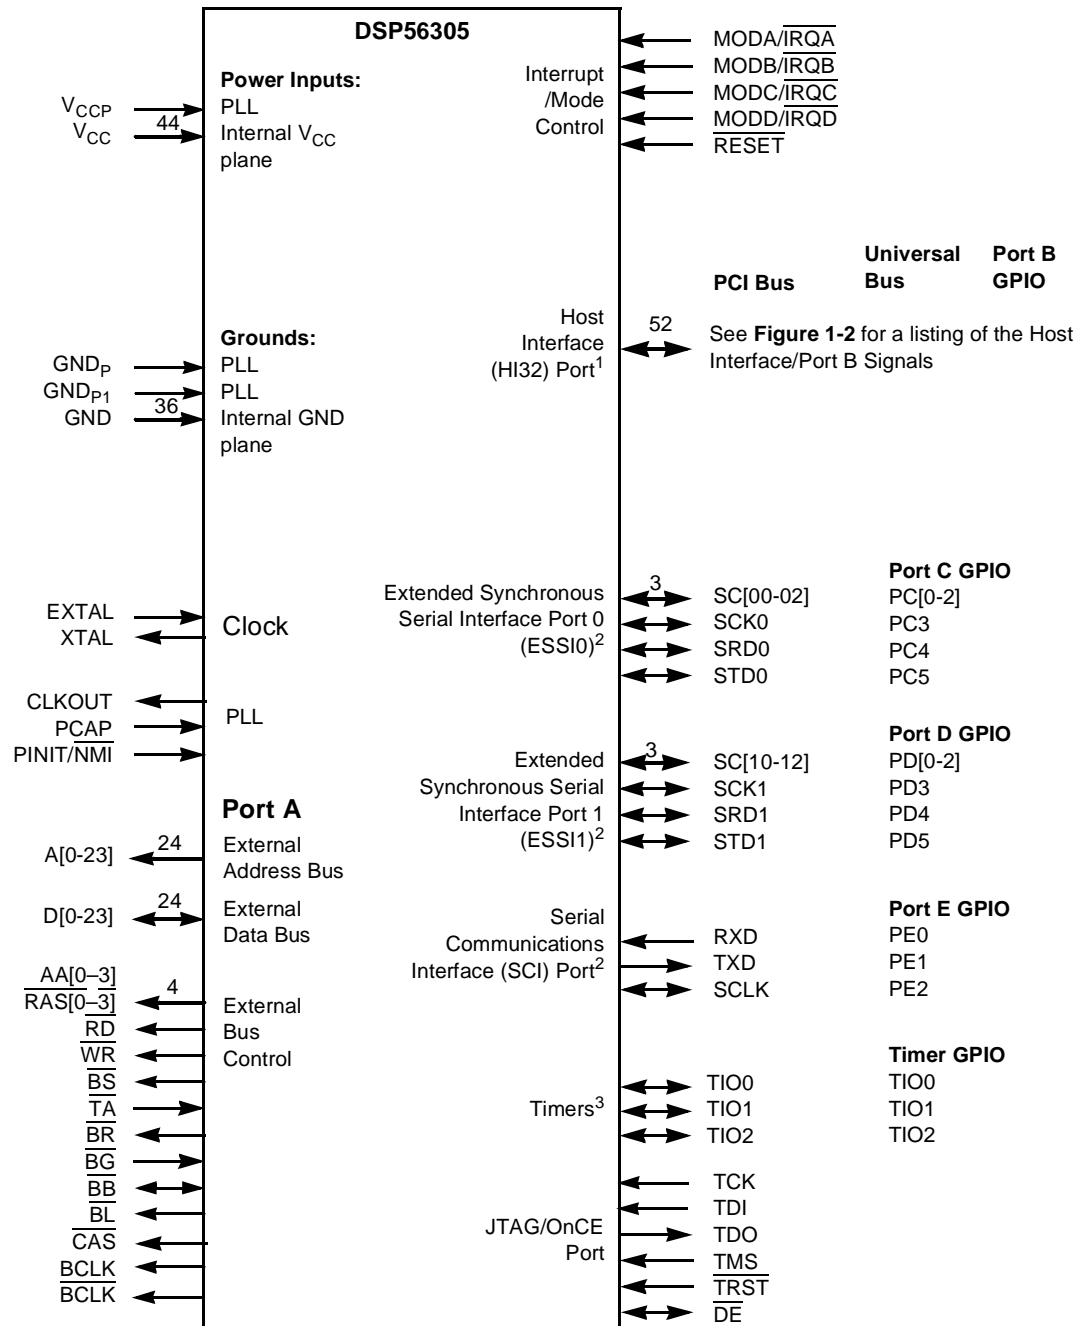 DSP56305
Power Inputs:
PLL
Internal VCC
plane
VCCP
VCC
44
Interrupt
/Mode
Control
MODA/IRQA
MODB/IRQB
MODC/IRQC
MODD/IRQD
RESET
PCI Bus
Universal
Bus
Port B
GPIO
Grounds:
PLL
PLL
Internal GND
plane
GNDP
GNDP1
GND
36
Host
Interface
(HI32) Port1
52
See Figure 1-2 for a listing of the Host
Interface/Port B Signals
EXTAL
XTAL
Clock
CLKOUT
PCAP
PINIT/NMI
PLL
Extended Synchronous
Serial Interface Port 0
(ESSI0)2
3
Port C GPIO
SC[00-02] PC[0-2]
SCK0 PC3
SRD0 PC4
STD0 PC5
Extended
Synchronous Serial
Interface Port 1
(ESSI1)2
3
Port D GPIO
SC[10-12] PD[0-2]
SCK1 PD3
SRD1 PD4
STD1 PD5
Port A
A[0-23]
24
External
Address Bus
D[0-23]
24
External
Data Bus
Serial
Communications
Interface (SCI) Port2
Port E GPIO
RXD PE0
TXD PE1
SCLK PE2
AA[0–3]
RAS[0–3]
4
RD
WR
BS
TA
BR
BG
BB
BL
CAS
BCLK
BCLK
External
Bus
Control
Timers3
Timer GPIO
TIO0 TIO0
TIO1 TIO1
TIO2 TIO2
JTAG/OnCE
Port
TCK
TDI
TDO
TMS
TRST
DE